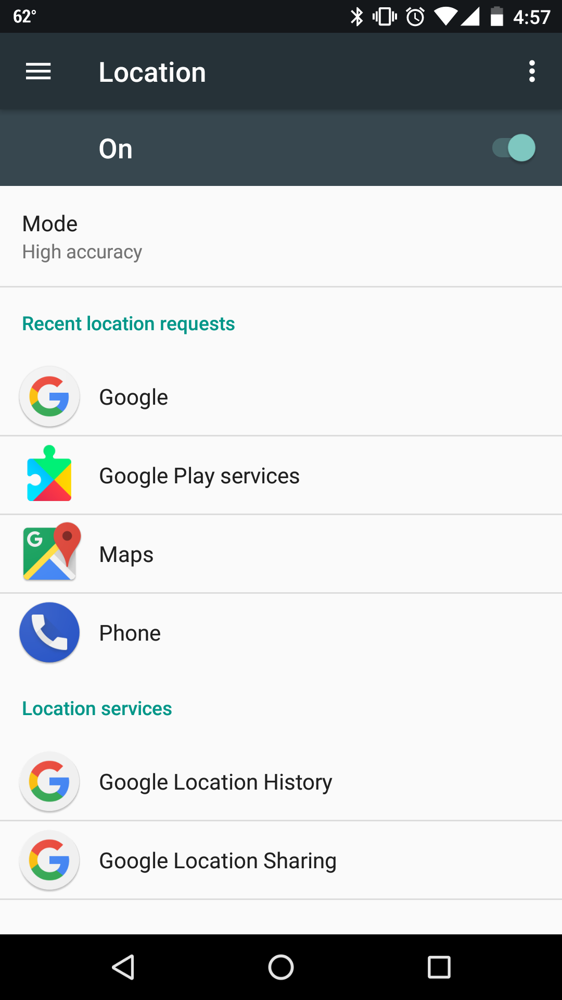 62° 4:57
Location
On
Mode
High accuracy
Recent location requests
Google
Google Play services
Maps
Phone
Location services
Google Location History
Google Location Sharing